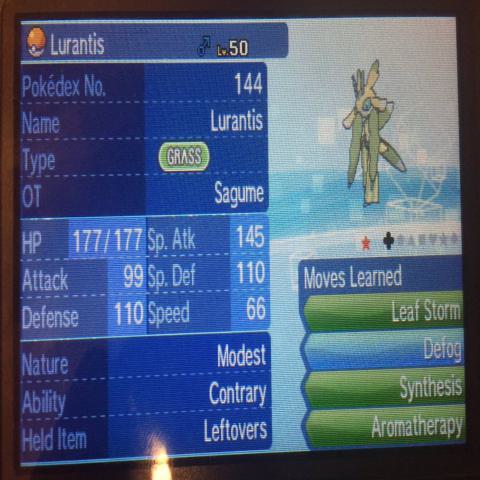 Lurantis ♂ Lv.50
Pokédex No. 144
Name Lurantis
Type GRASS
OT Sagume
HP 177/177 Sp. Atk 145
Attack 99 Sp. Def 110
Defense 110 Speed 66
Nature Modest
Ability Contrary
Held Item Leftovers
Moves Learned
Leaf Storm
Defog
Synthesis
Aromatherapy